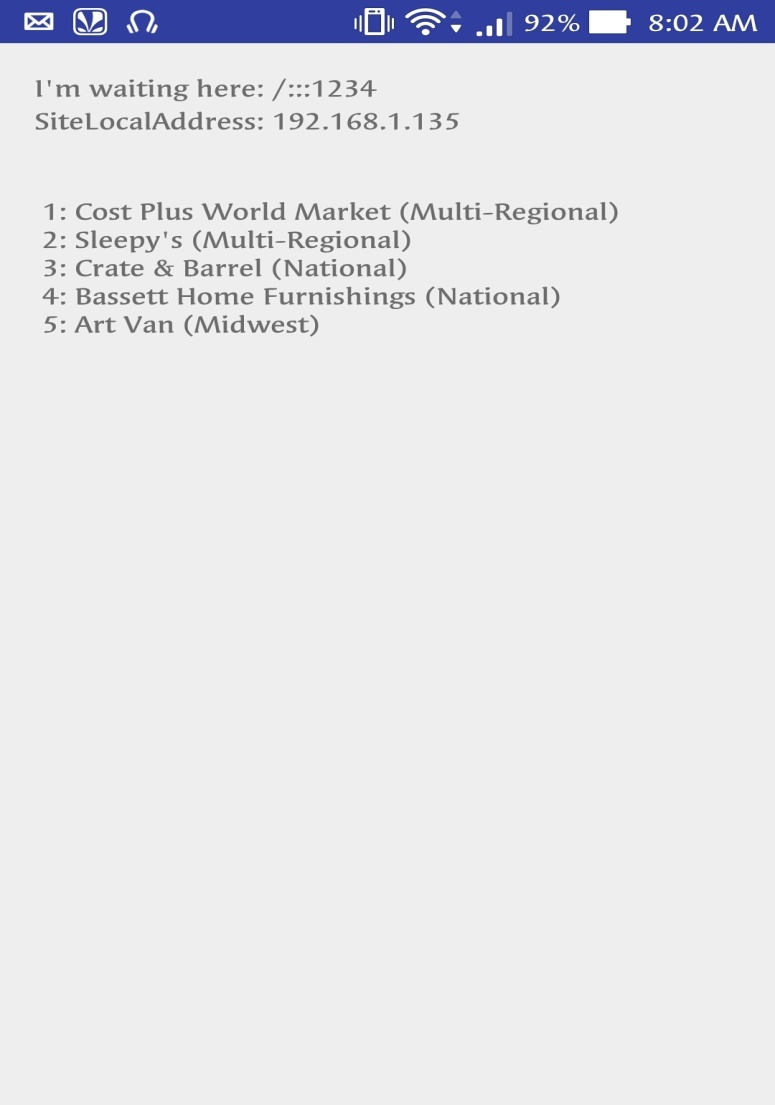 92% 8:02 AM
I'm waiting here: /:::1234
SiteLocalAddress: 192.168.1.135
1: Cost Plus World Market (Multi-Regional)
2: Sleepy's (Multi-Regional)
3: Crate & Barrel (National)
4: Bassett Home Furnishings (National)
5: Art Van (Midwest)